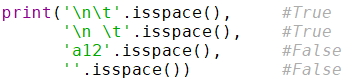 print('\n\t'.isspace(),     #True
      '\n \t'.isspace(),    #True
      'a12'.isspace(),      #False
      ''.isspace())         #False